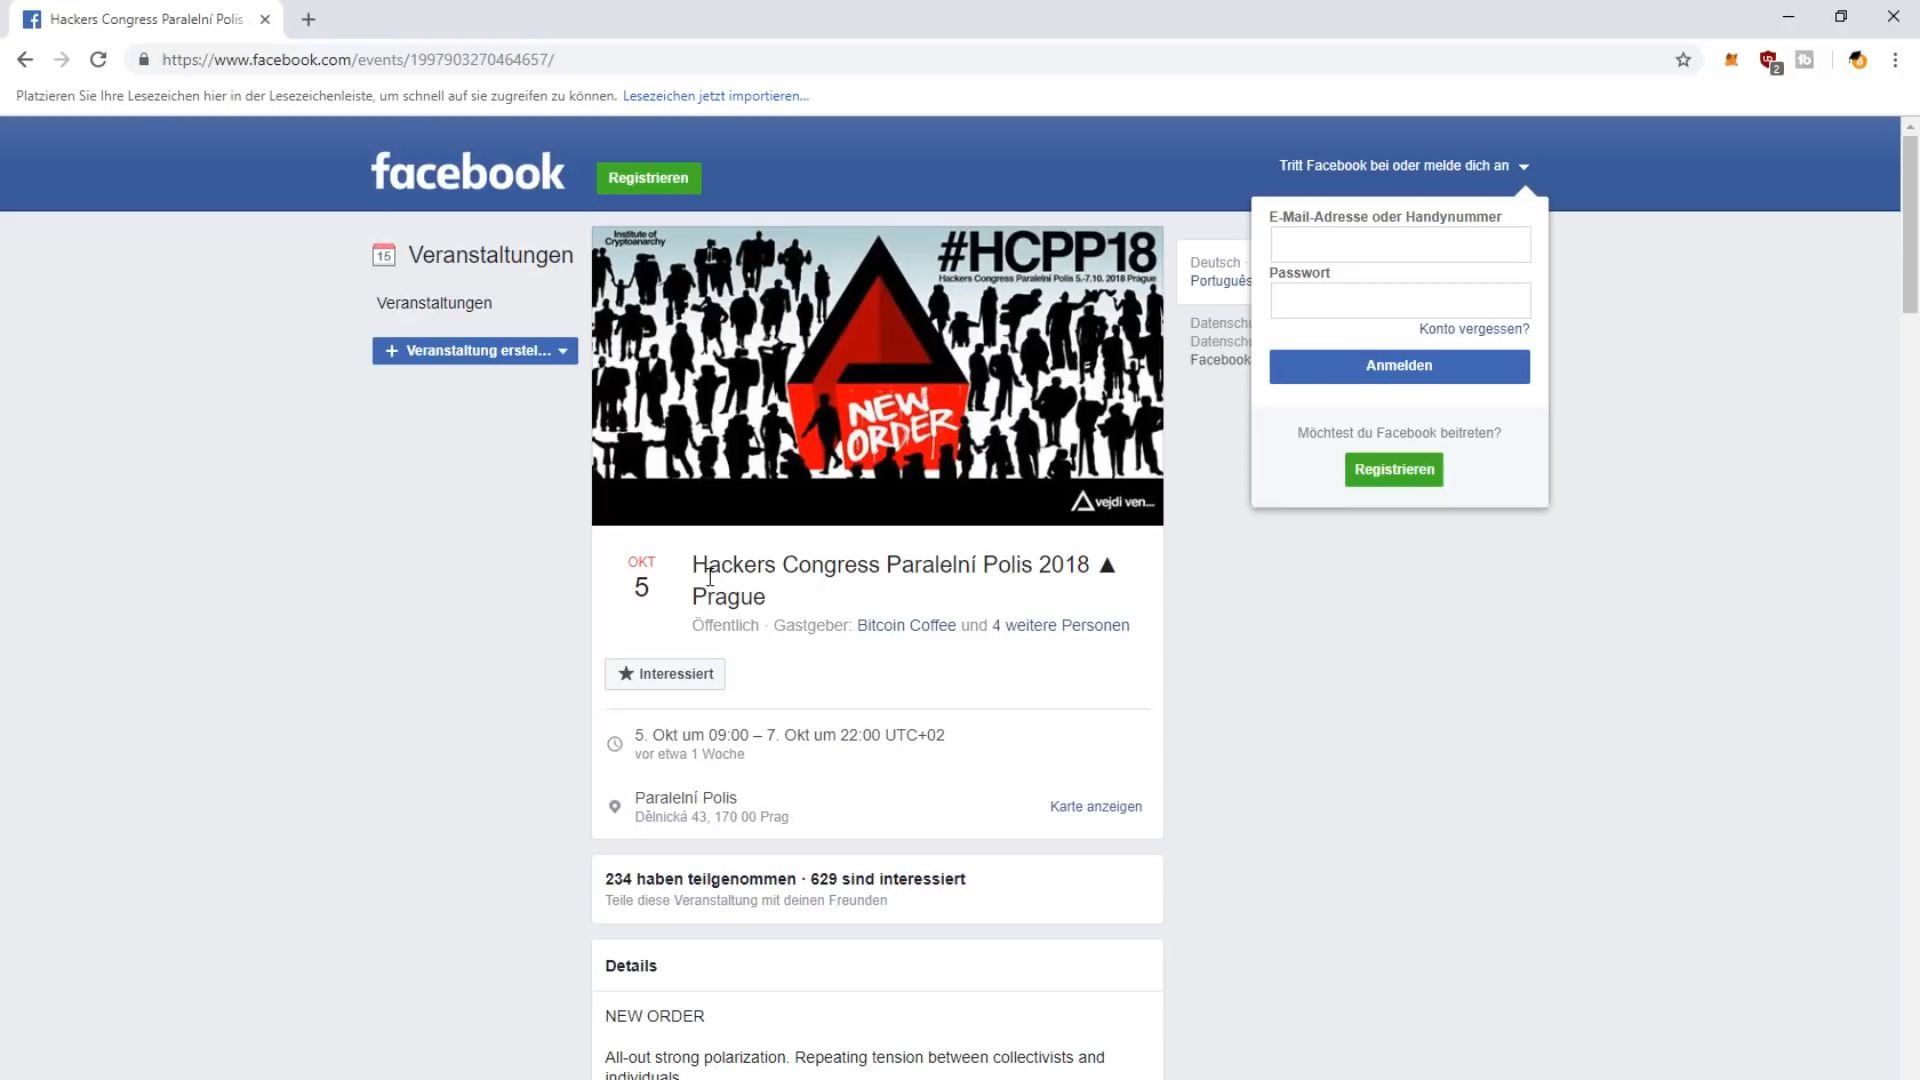 Hackers Congress Paralelní Polis
https://www.facebook.com/events/1997903270464657/
2
Platzieren Sie Ihre Lesezeichen hier in der Lesezeichenleiste, um schnell auf sie zugreifen zu können. Lesezeichen jetzt importieren...
facebook
Registrieren
Tritt Facebook bei oder melde dich an
E-Mail-Adresse oder Handynummer
Passwort
Konto vergessen?
Anmelden
Möchtest du Facebook beitreten?
Registrieren
15 Veranstaltungen
Veranstaltungen
+ Veranstaltung erstel...
Institute of
Cryptoanarchy
#HCPP18
Hackers Congress Paralelní Polis 5.-7.10. 2018 Prague
NEW
ORDER
vejdi ven...
Deutsch ·
Português
Datensch
Datensch
Facebook
OKT
5
Hackers Congress Paralelní Polis 2018 ▲
Prague
Öffentlich · Gastgeber: Bitcoin Coffee und 4 weitere Personen
★ Interessiert
5. Okt um 09:00 – 7. Okt um 22:00 UTC+02
vor etwa 1 Woche
Paralelní Polis
Dělnická 43, 170 00 Prag
Karte anzeigen
234 haben teilgenommen · 629 sind interessiert
Teile diese Veranstaltung mit deinen Freunden
Details
NEW ORDER
All-out strong polarization. Repeating tension between collectivists and
individuals